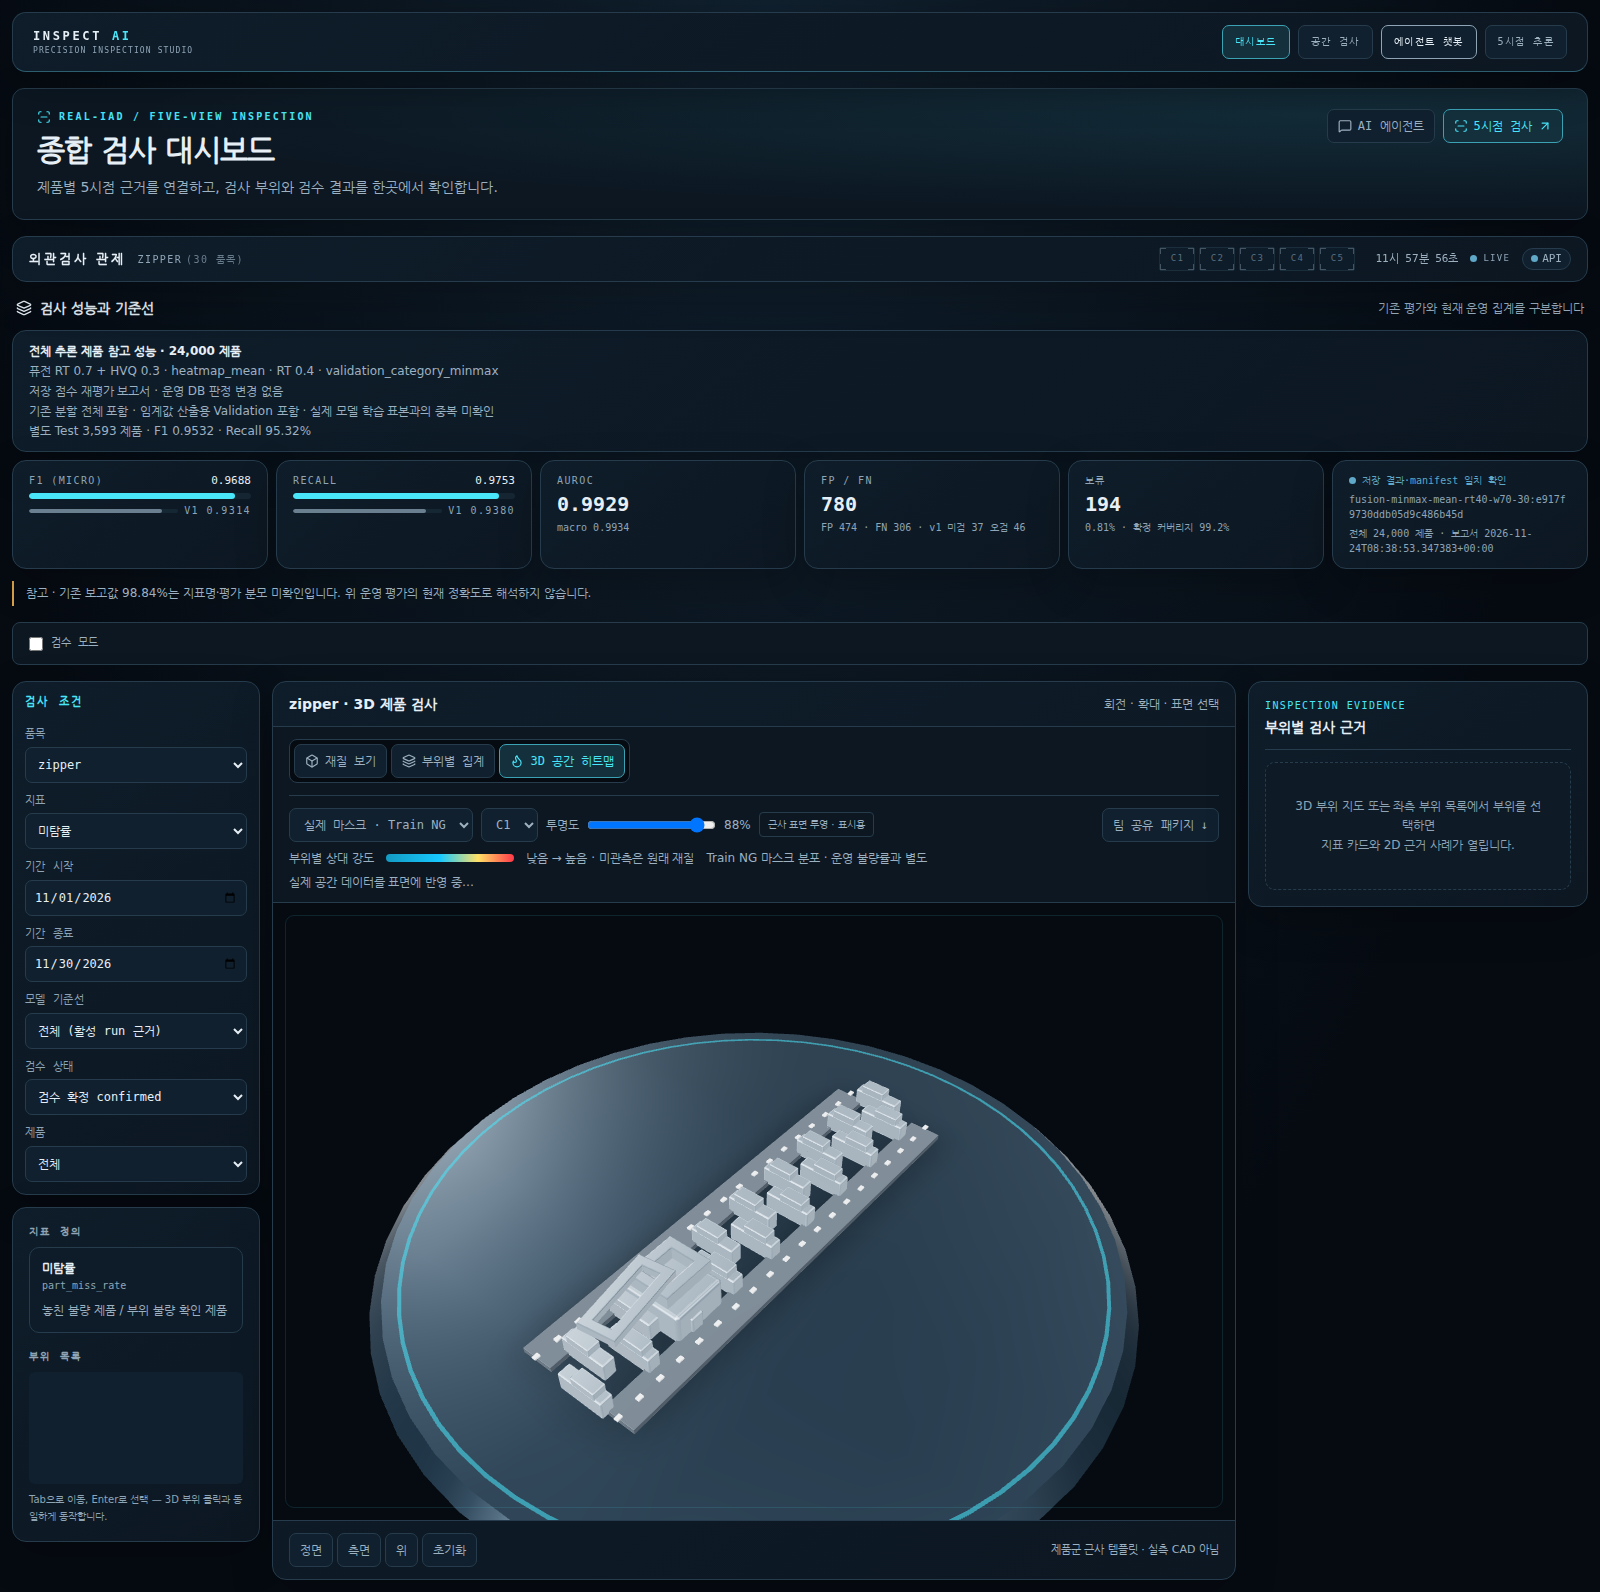 INSPECT AI
PRECISION INSPECTION STUDIO
대시보드
공간 검사
에이전트 챗봇
5시점 추론
REAL-IAD / FIVE-VIEW INSPECTION
종합 검사 대시보드
제품별 5시점 근거를 연결하고, 검사 부위와 검수 결과를 한곳에서 확인합니다.
AI 에이전트
5시점 검사
외관검사 관제 ZIPPER (30 품목)
C1
C2
C3
C4
C5
11시 57분 56초
LIVE
API
검사 성능과 기준선
기존 평가와 현재 운영 집계를 구분합니다
전체 추론 제품 참고 성능 · 24,000 제품
퓨전 RT 0.7 + HVQ 0.3 · heatmap_mean · RT 0.4 · validation_category_minmax
저장 점수 재평가 보고서 · 운영 DB 판정 변경 없음
기존 분할 전체 포함 · 임계값 산출용 Validation 포함 · 실제 모델 학습 표본과의 중복 미확인
별도 Test 3,593 제품 · F1 0.9532 · Recall 95.32%
F1 (MICRO) 0.9688
V1 0.9314
RECALL 0.9753
V1 0.9380
AUROC
0.9929
macro 0.9934
FP / FN
780
FP 474 · FN 306 · v1 미검 37 오검 46
보류
194
0.81% · 확정 커버리지 99.2%
저장 결과·manifest 일치 확인
fusion-minmax-mean-rt40-w70-30:e917f
9730ddb05d9c486b45d
전체 24,000 제품 · 보고서 2026-11-
24T08:38:53.347383+00:00
참고 · 기존 보고값 98.84%는 지표명·평가 분모 미확인입니다. 위 운영 평가의 현재 정확도로 해석하지 않습니다.
검수 모드
검사 조건
품목
zipper
지표
미탐률
기간 시작
11/01/2026
기간 종료
11/30/2026
모델 기준선
전체 (활성 run 근거)
검수 상태
검수 확정 confirmed
제품
전체
지표 정의
미탐률
part_miss_rate
놓친 불량 제품 / 부위 불량 확인 제품
부위 목록
Tab으로 이동, Enter로 선택 — 3D 부위 클릭과 동
일하게 동작합니다.
zipper · 3D 제품 검사
회전 · 확대 · 표면 선택
재질 보기
부위별 집계
3D 공간 히트맵
실제 마스크 · Train NG
C1
투명도
88%
근사 표면 투영 · 표시용
팀 공유 패키지 ↓
부위별 상대 강도
낮음 → 높음 · 미관측은 원래 재질
Train NG 마스크 분포 · 운영 불량률과 별도
실제 공간 데이터를 표면에 반영 중…
정면
측면
위
초기화
제품군 근사 템플릿 · 실측 CAD 아님
INSPECTION EVIDENCE
부위별 검사 근거
3D 부위 지도 또는 좌측 부위 목록에서 부위를 선
택하면
지표 카드와 2D 근거 사례가 열립니다.